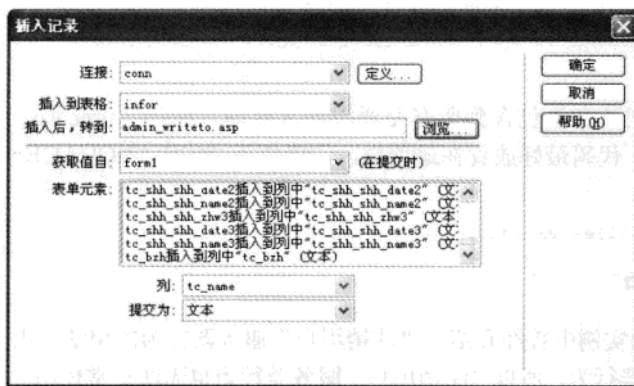 插入记录
连接: conn 定义... 确定
插入到表格: infor 取消
插入后，转到: admin_writeto.asp 浏览... 帮助(H)
获取值自: form1 (在提交时)
表单元素: tc_shh_shh_date2插入到列中"tc_shh_shh_date2" (文
tc_shh_shh_name2插入到列中"tc_shh_shh_name2" (文
tc_shh_shh_zhw3插入到列中"tc_shh_shh_zhw3" (文本
tc_shh_shh_date3插入到列中"tc_shh_shh_date3" (文
tc_shh_shh_name3插入到列中"tc_shh_shh_name3" (文
tc_bzh插入到列中"tc_bzh" (文本)
列: tc_name
提交为: 文本